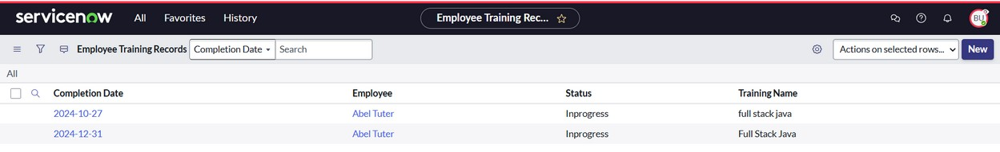 servicenow All Favorites History Employee Training Rec... BU
Employee Training Records Completion Date Search Actions on selected rows... New
All
Completion Date Employee Status Training Name
2024-10-27 Abel Tuter Inprogress full stack java
2024-12-31 Abel Tuter Inprogress Full Stack Java